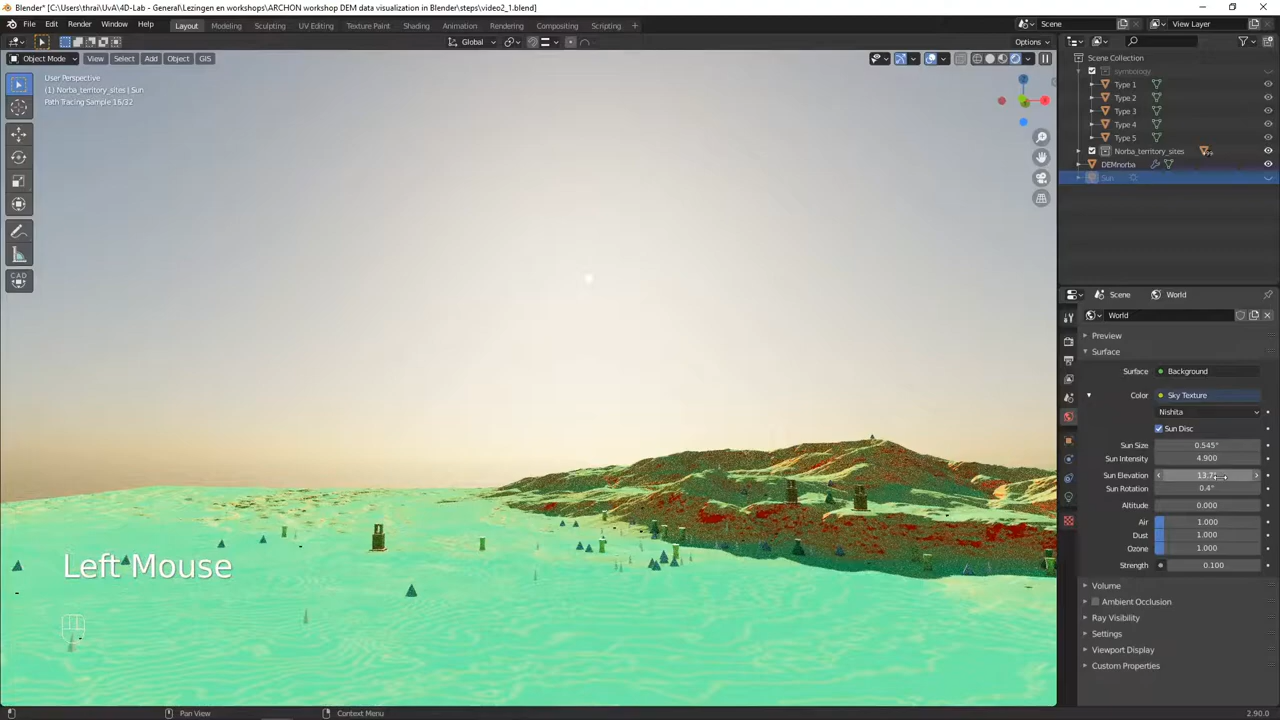 Blender* [C:\Users\thrai\UvA\4D-Lab - General\Lezingen en workshops\ARCHON workshop DEM data visualization in Blender\steps\video2_1.blend]
File Edit Render Window Help Layout Modeling Sculpting UV Editing Texture Paint Shading Animation Rendering Compositing Scripting + Scene View Layer
Global Options
Object Mode View Select Add Object GIS
User Perspective
(1) Norba_territory_sites | Sun
Path Tracing Sample 16/32
CAD
Z
X
Y
Left Mouse
Scene Collection
symbology
Type 1
Type 2
Type 3
Type 4
Type 5
Norba_territory_sites
DEMnorba
Sun
Scene World
World
Preview
Surface
Surface Background
Color Sky Texture
Nishita
Sun Disc
Sun Size 0.545°
Sun Intensity 4.900
Sun Elevation
Sun Rotation 0.4°
Altitude 0.000
Air 1.000
Dust 1.000
Ozone 1.000
Strength 0.100
Volume
Ambient Occlusion
Ray Visibility
Settings
Viewport Display
Custom Properties
Pan View Context Menu 2.90.0